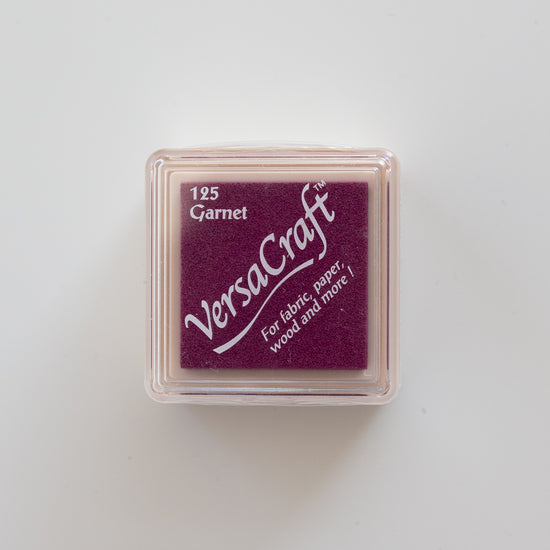 125
Garnet
VersaCraft™
For fabric, paper,
wood and more !